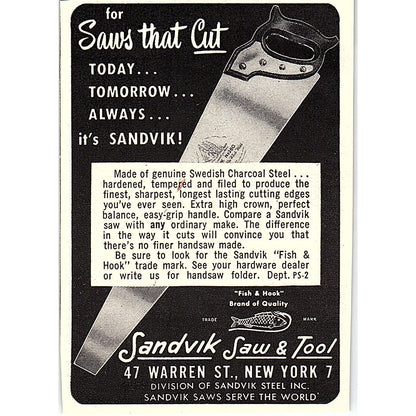 for
Saws that Cut
TODAY...
TOMORROW...
ALWAYS...
it's SANDVIK!
Made of genuine Swedish Charcoal Steel ...
hardened, tempered and filed to produce the
finest, sharpest, longest lasting cutting edges
you've ever seen. Extra high crown, perfect
balance, easy-grip handle. Compare a Sandvik
saw with any ordinary make. The difference
in the way it cuts will convince you that
there's no finer handsaw made.
Be sure to look for the Sandvik "Fish &
Hook" trade mark. See your hardware dealer
or write us for handsaw folder. Dept. PS-2
"Fish & Hook"
Brand of Quality
TRADE MARK
Sandvik Saw & Tool
47 WARREN ST., NEW YORK 7
DIVISION OF SANDVIK STEEL INC.
SANDVIK SAWS SERVE THE WORLD